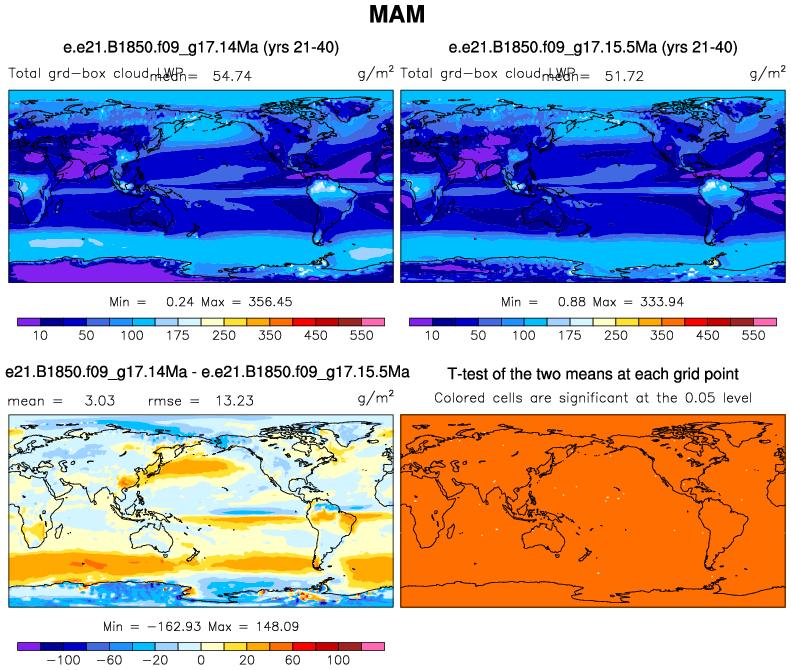 MAM
e.e21.B1850.f09_g17.14Ma (yrs 21-40)
Total grd-box cloud LWP mean= 54.74 g/m²
Min = 0.24 Max = 356.45
10 50 100 175 250 350 450 550
e.e21.B1850.f09_g17.15.5Ma (yrs 21-40)
Total grd-box cloud LWP mean= 51.72 g/m²
Min = 0.88 Max = 333.94
10 50 100 175 250 350 450 550
e21.B1850.f09_g17.14Ma - e.e21.B1850.f09_g17.15.5Ma
mean = 3.03 rmse = 13.23 g/m²
Min = -162.93 Max = 148.09
-100 -60 -20 0 20 60 100
T-test of the two means at each grid point
Colored cells are significant at the 0.05 level